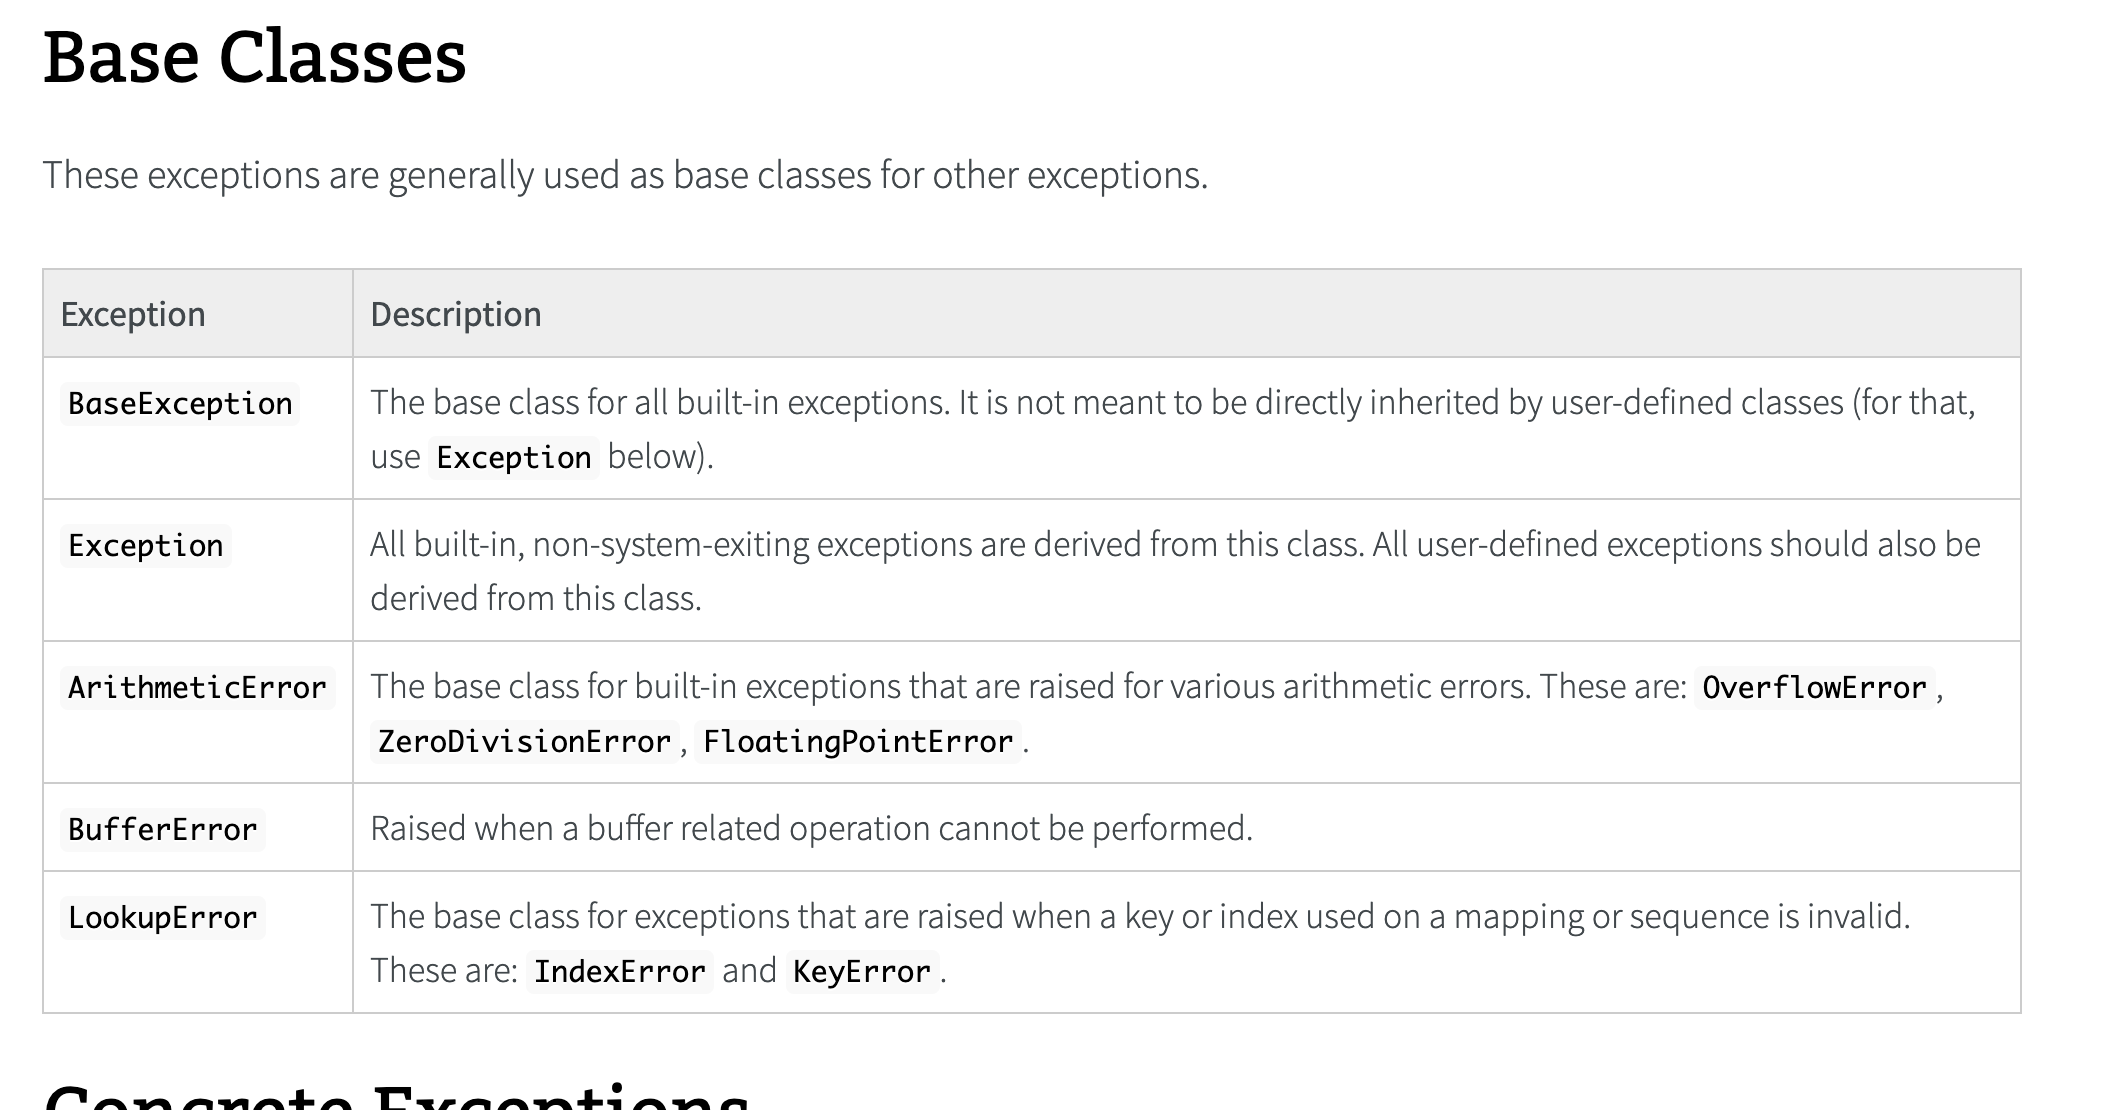 Base Classes
These exceptions are generally used as base classes for other exceptions.
Exception Description
BaseException The base class for all built-in exceptions. It is not meant to be directly inherited by user-defined classes (for that,
use Exception below).
Exception All built-in, non-system-exiting exceptions are derived from this class. All user-defined exceptions should also be
derived from this class.
ArithmeticError The base class for built-in exceptions that are raised for various arithmetic errors. These are: OverflowError,
ZeroDivisionError, FloatingPointError.
BufferError Raised when a buffer related operation cannot be performed.
LookupError The base class for exceptions that are raised when a key or index used on a mapping or sequence is invalid.
These are: IndexError and KeyError.
Concrete Exceptions